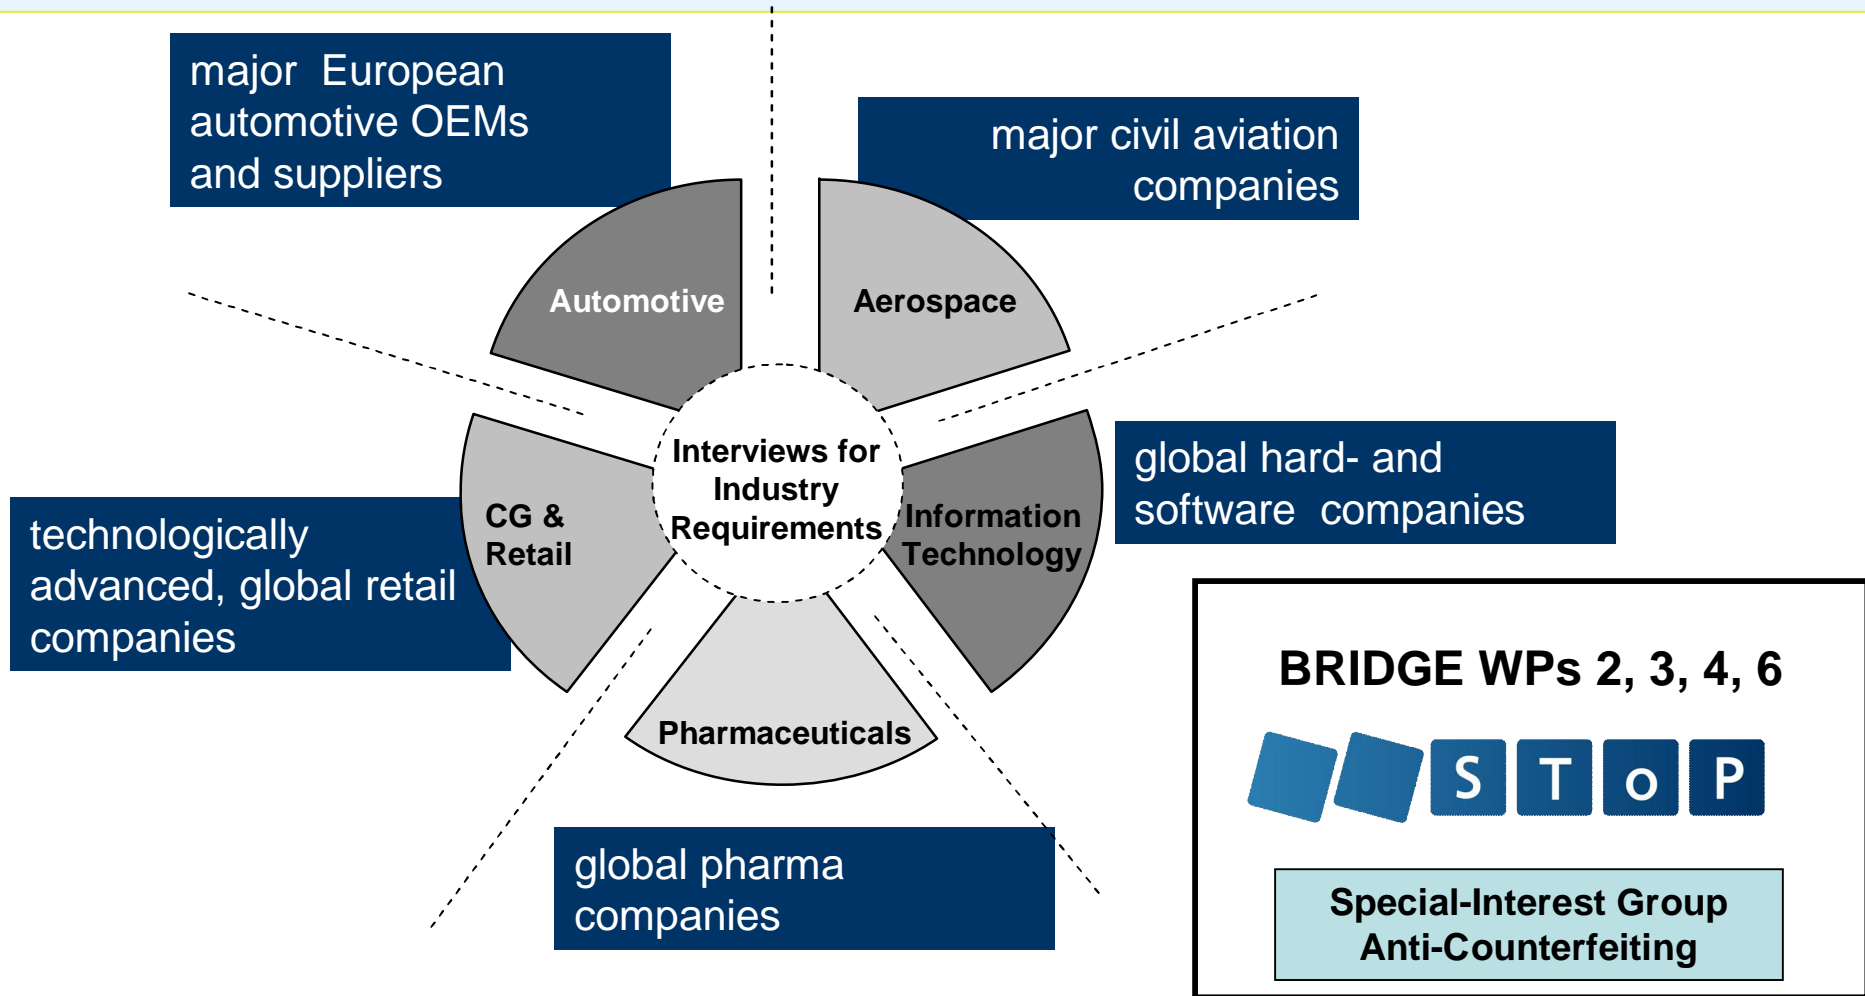 major  European
automotive OEMs
and suppliers
major civil aviation
companies
Automotive
Aerospace
Interviews for
Industry
Requirements
CG &
Retail
Information
Technology
global hard- and
software  companies
technologically
advanced, global retail
companies
Pharmaceuticals
global pharma
companies
BRIDGE WPs 2, 3, 4, 6
S T o P
Special-Interest Group
Anti-Counterfeiting